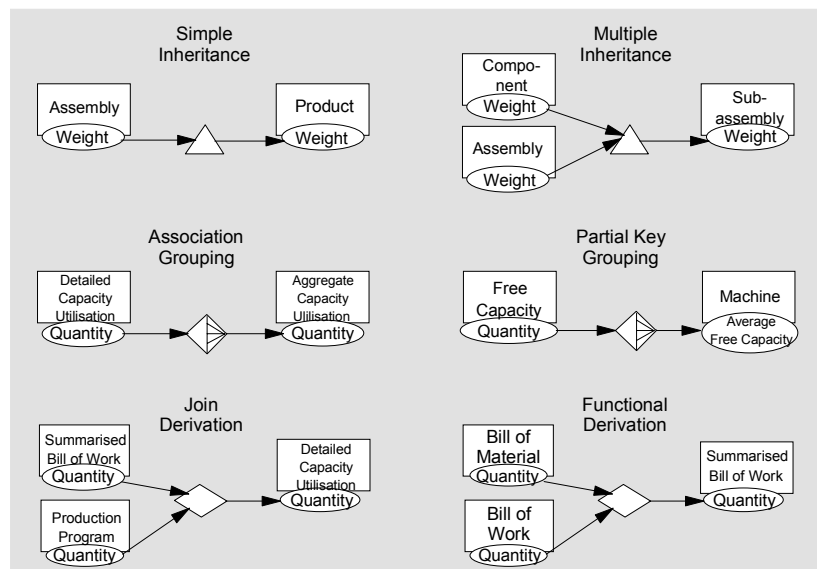 Simple
Inheritance
Assembly
Weight
Product
Weight
Multiple
Inheritance
Compo-
nent
Weight
Assembly
Weight
Sub-
assembly
Weight
Association
Grouping
Detailed
Capacity
Utilisation
Quantity
Aggregate
Capacity
Ulilisation
Quantity
Partial Key
Grouping
Free
Capacity
Quantity
Machine
Average
Free Capacity
Join
Derivation
Summarised
Bill of Work
Quantity
Production
Program
Quantity
Detailed
Capacity
Utilisation
Quantity
Functional
Derivation
Bill of
Material
Quantity
Bill of
Work
Quantity
Summarised
Bill of Work
Quantity